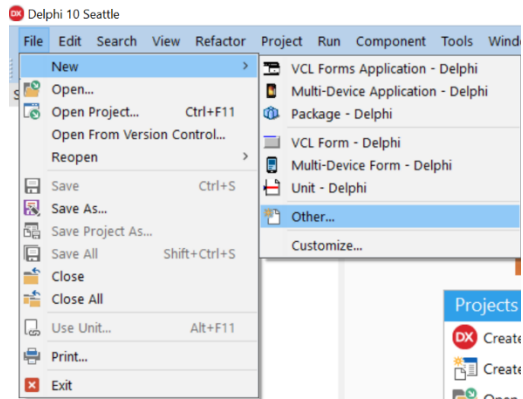 DX Delphi 10 Seattle
File Edit Search View Refactor Project Run Component Tools
New >
Open...
Open Project... Ctrl+F11
Open From Version Control...
Reopen >
Save Ctrl+S
Save As...
Save Project As...
Save All Shift+Ctrl+S
Close
Close All
Use Unit... Alt+F11
Print...
Exit
VCL Forms Application - Delphi
Multi-Device Application - Delphi
Package - Delphi
VCL Form - Delphi
Multi-Device Form - Delphi
Unit - Delphi
Other...
Customize...
Projects
DX Create
Create